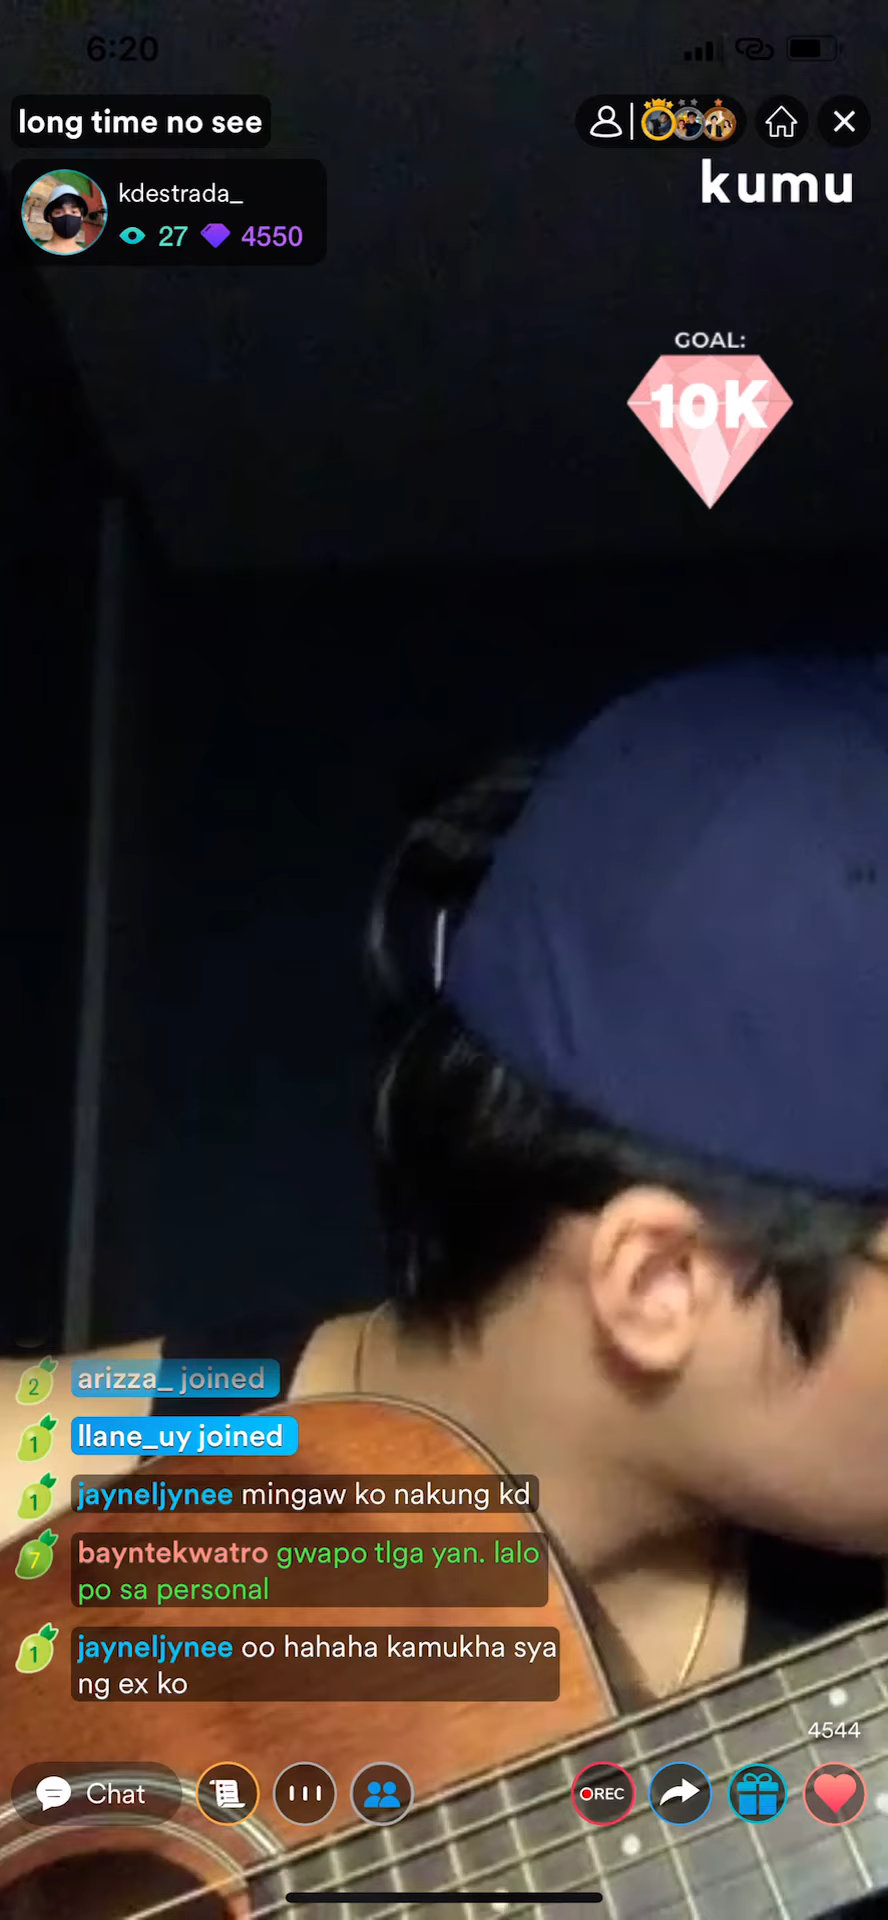 6:20
long time no see
kdestrada_
27 4550
kumu
GOAL:
10K
2 arizza_ joined
1 llane_uy joined
1 jayneljynee mingaw ko nakung kd
7 bayntekwatro gwapo tlga yan. lalo
po sa personal
1 jayneljynee oo hahaha kamukha sya
ng ex ko
4544
Chat
REC